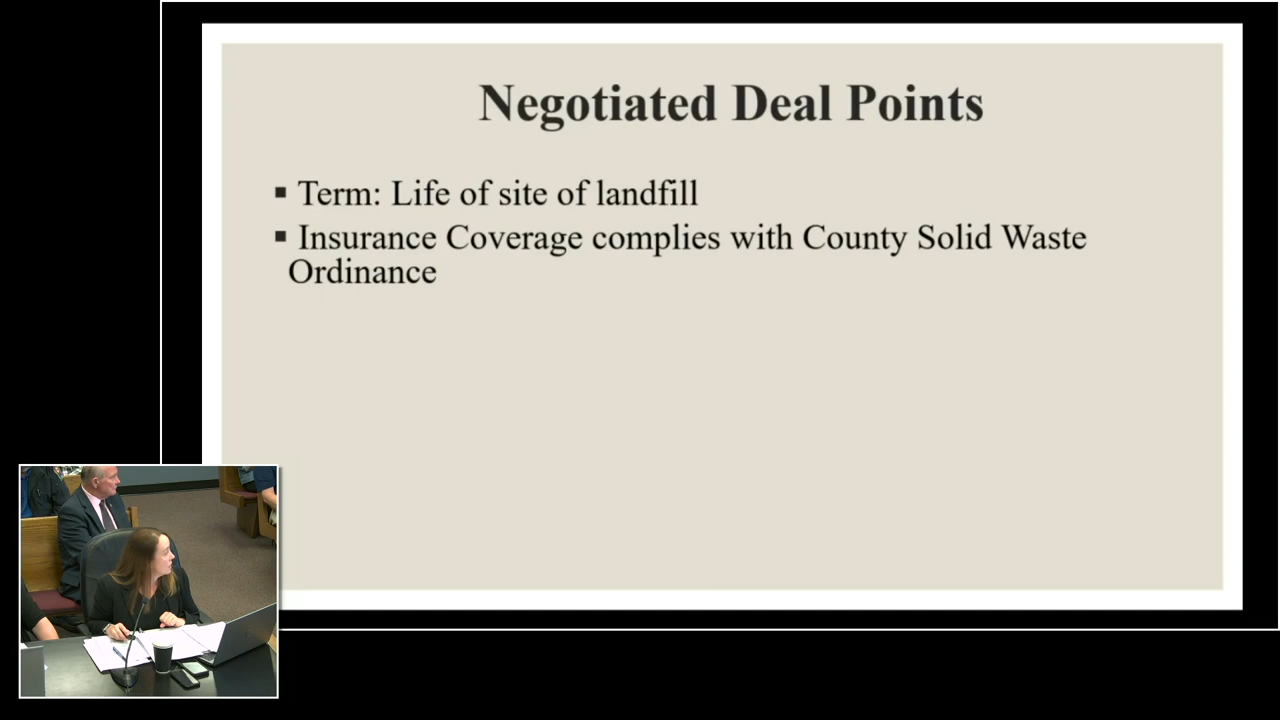 Negotiated Deal Points
▪ Term: Life of site of landfill
▪ Insurance Coverage complies with County Solid Waste
Ordinance